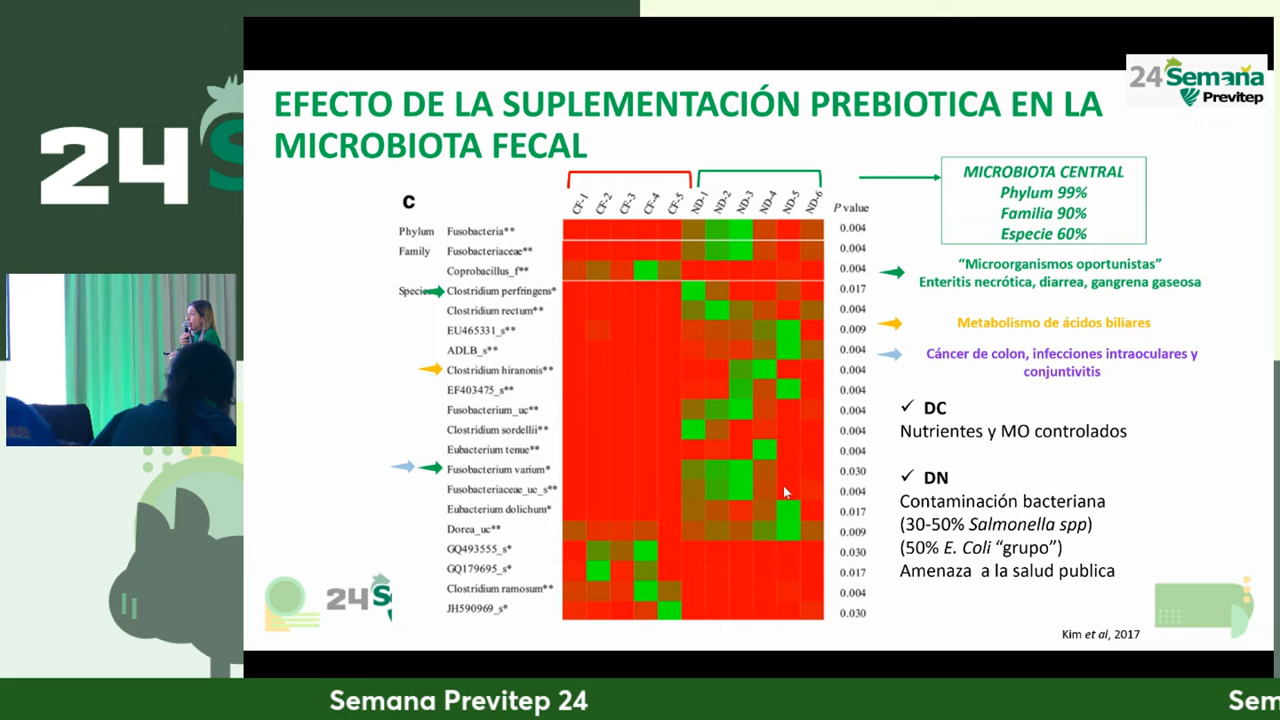 24
24 Semana
Previtep
EFECTO DE LA SUPLEMENTACIÓN PREBIOTICA EN LA
MICROBIOTA FECAL
MICROBIOTA CENTRAL
Phylum 99%
Familia 90%
Especie 60%
c
CF-1 CF-2 CF-3 CF-4 CF-5 ND-1 ND-2 ND-3 ND-4 ND-5 ND-6
P value
Phylum Fusobacteria** 0.004
Family Fusobacteriaceae** 0.004
Coprobacillus_f** 0.004
Species Clostridium perfringens* 0.017
Clostridium rectum** 0.004
EU465331_s** 0.009
ADLB_s** 0.004
Clostridium hiranonis** 0.004
EF403475_s** 0.004
Fusobacterium_uc** 0.004
Clostridium sordellii** 0.004
Eubacterium tenue** 0.004
Fusobacterium varium* 0.030
Fusobacteriaceae_uc_s** 0.004
Eubacterium dolichum* 0.017
Dorea_uc** 0.009
GQ493555_s* 0.030
GQ179695_s* 0.017
Clostridium ramosum** 0.004
JH590969_s* 0.030
“Microorganismos oportunistas”
Enteritis necrótica, diarrea, gangrena gaseosa
Metabolismo de ácidos biliares
Cáncer de colon, infecciones intraoculares y
conjuntivitis
✓ DC
Nutrientes y MO controlados
✓ DN
Contaminación bacteriana
(30-50% Salmonella spp)
(50% E. Coli “grupo”)
Amenaza a la salud publica
24 S
Kim et al, 2017
Semana Previtep 24
Sem